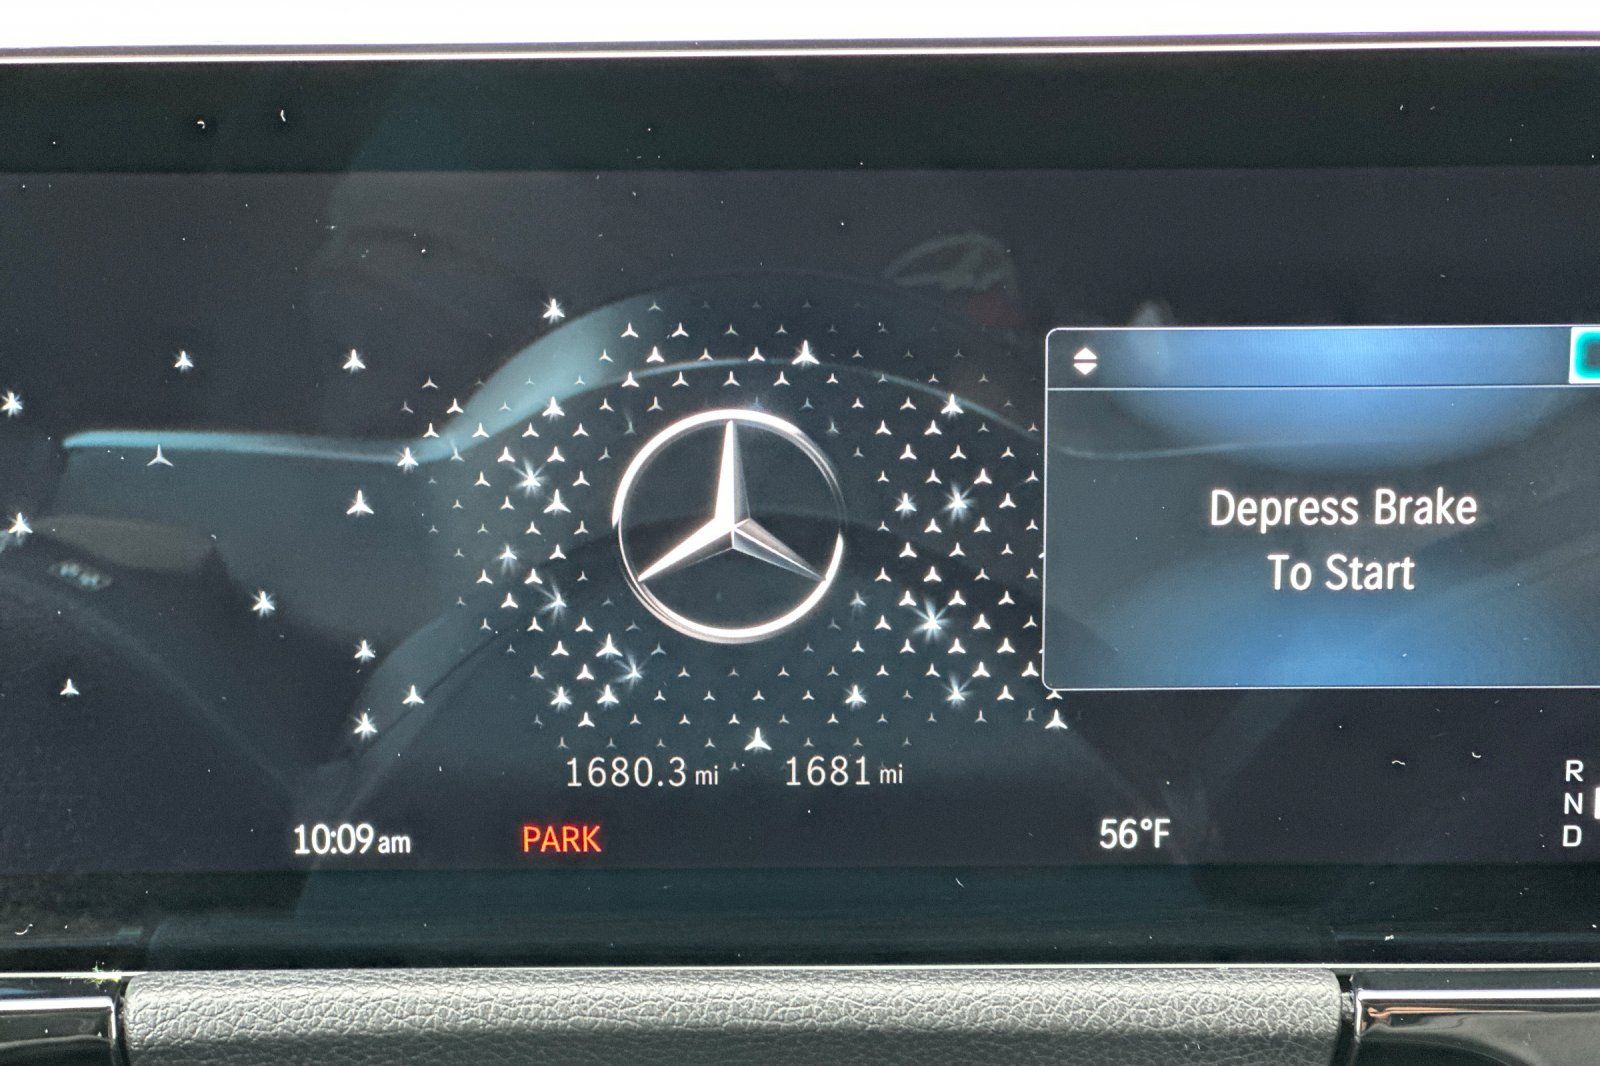 Depress Brake
To Start
1680.3 mi 1681 mi
10:09 am PARK 56°F
R
N
D